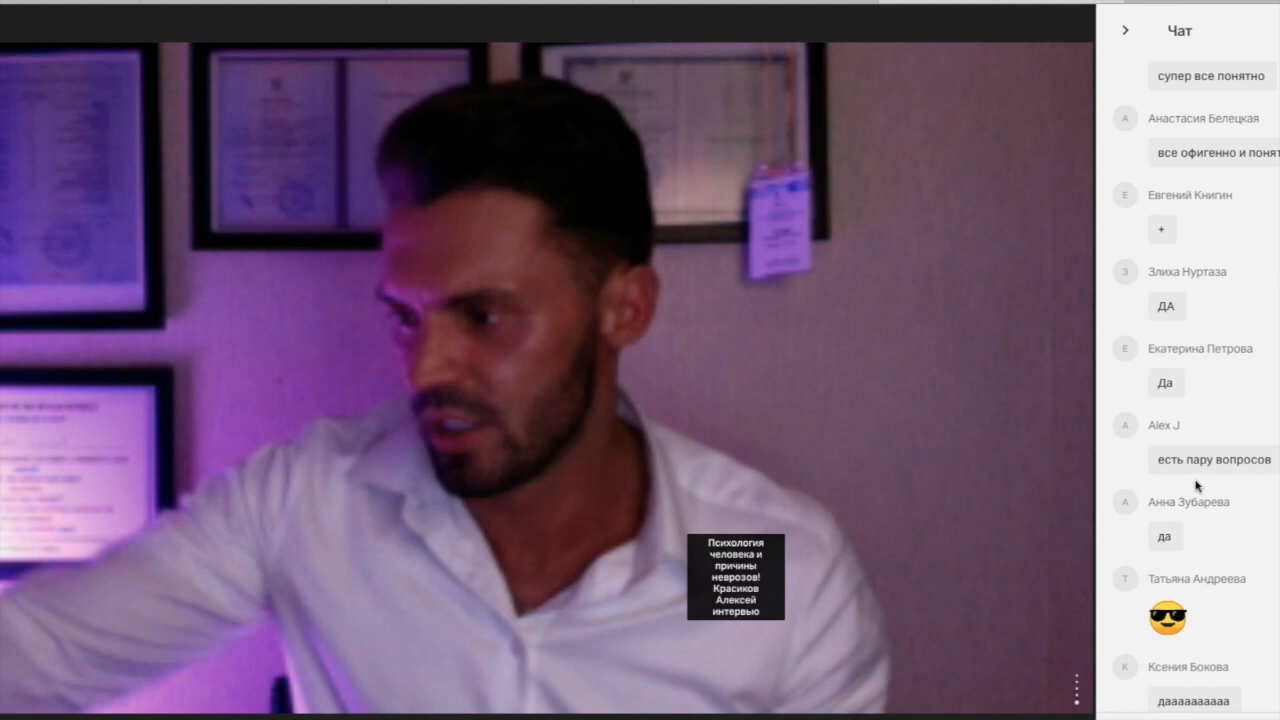 Чат
супер все понятно
Анастасия Белецкая
все офигенно и понят
Евгений Книгин
+
Злиха Нуртаза
ДА
Екатерина Петрова
Да
Alex J
есть пару вопросов
Анна Зубарева
да
Татьяна Андреева
Ксения Бокова
дааааааааа
Психология
человека и
причины
неврозов!
Красиков
Алексей
интервью
А
Е
З
Е
A
А
Т
К